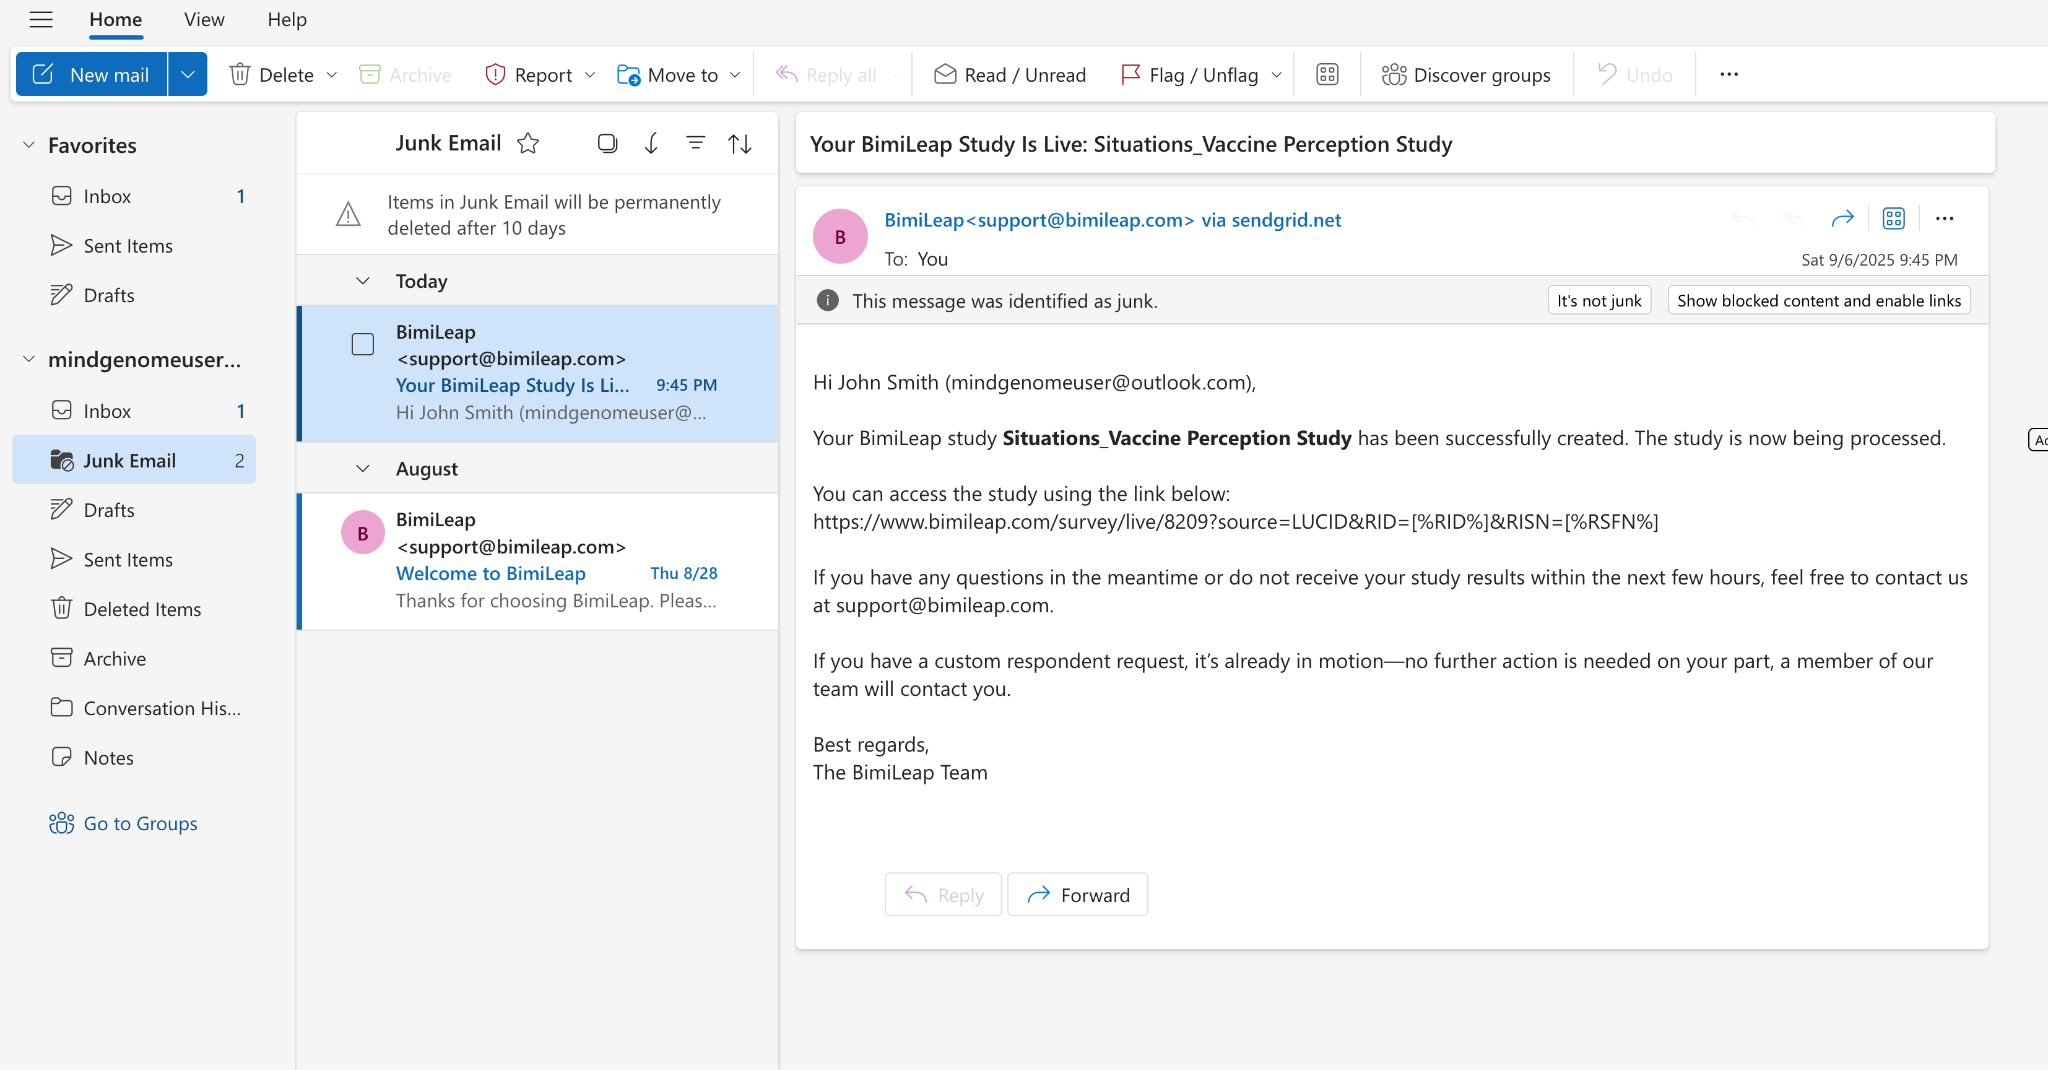 Home View Help
New mail Delete Archive Report Move to Reply all Read / Unread Flag / Unflag Discover groups Undo
Favorites
Inbox 1
Sent Items
Drafts
mindgenomeuser...
Inbox 1
Junk Email 2
Drafts
Sent Items
Deleted Items
Archive
Conversation His...
Notes
Go to Groups
Junk Email
Items in Junk Email will be permanently
deleted after 10 days
Today
BimiLeap
<support@bimileap.com>
Your BimiLeap Study Is Li... 9:45 PM
Hi John Smith (mindgenomeuser@...
August
B
BimiLeap
<support@bimileap.com>
Welcome to BimiLeap Thu 8/28
Thanks for choosing BimiLeap. Pleas...
Your BimiLeap Study Is Live: Situations_Vaccine Perception Study
B
BimiLeap<support@bimileap.com> via sendgrid.net
To: You
Sat 9/6/2025 9:45 PM
This message was identified as junk. It's not junk Show blocked content and enable links
Hi John Smith (mindgenomeuser@outlook.com),
Your BimiLeap study Situations_Vaccine Perception Study has been successfully created. The study is now being processed.
You can access the study using the link below:
https://www.bimileap.com/survey/live/8209?source=LUCID&RID=[%RID%]&RISN=[%RSFN%]
If you have any questions in the meantime or do not receive your study results within the next few hours, feel free to contact us
at support@bimileap.com.
If you have a custom respondent request, it’s already in motion—no further action is needed on your part, a member of our
team will contact you.
Best regards,
The BimiLeap Team
Reply Forward